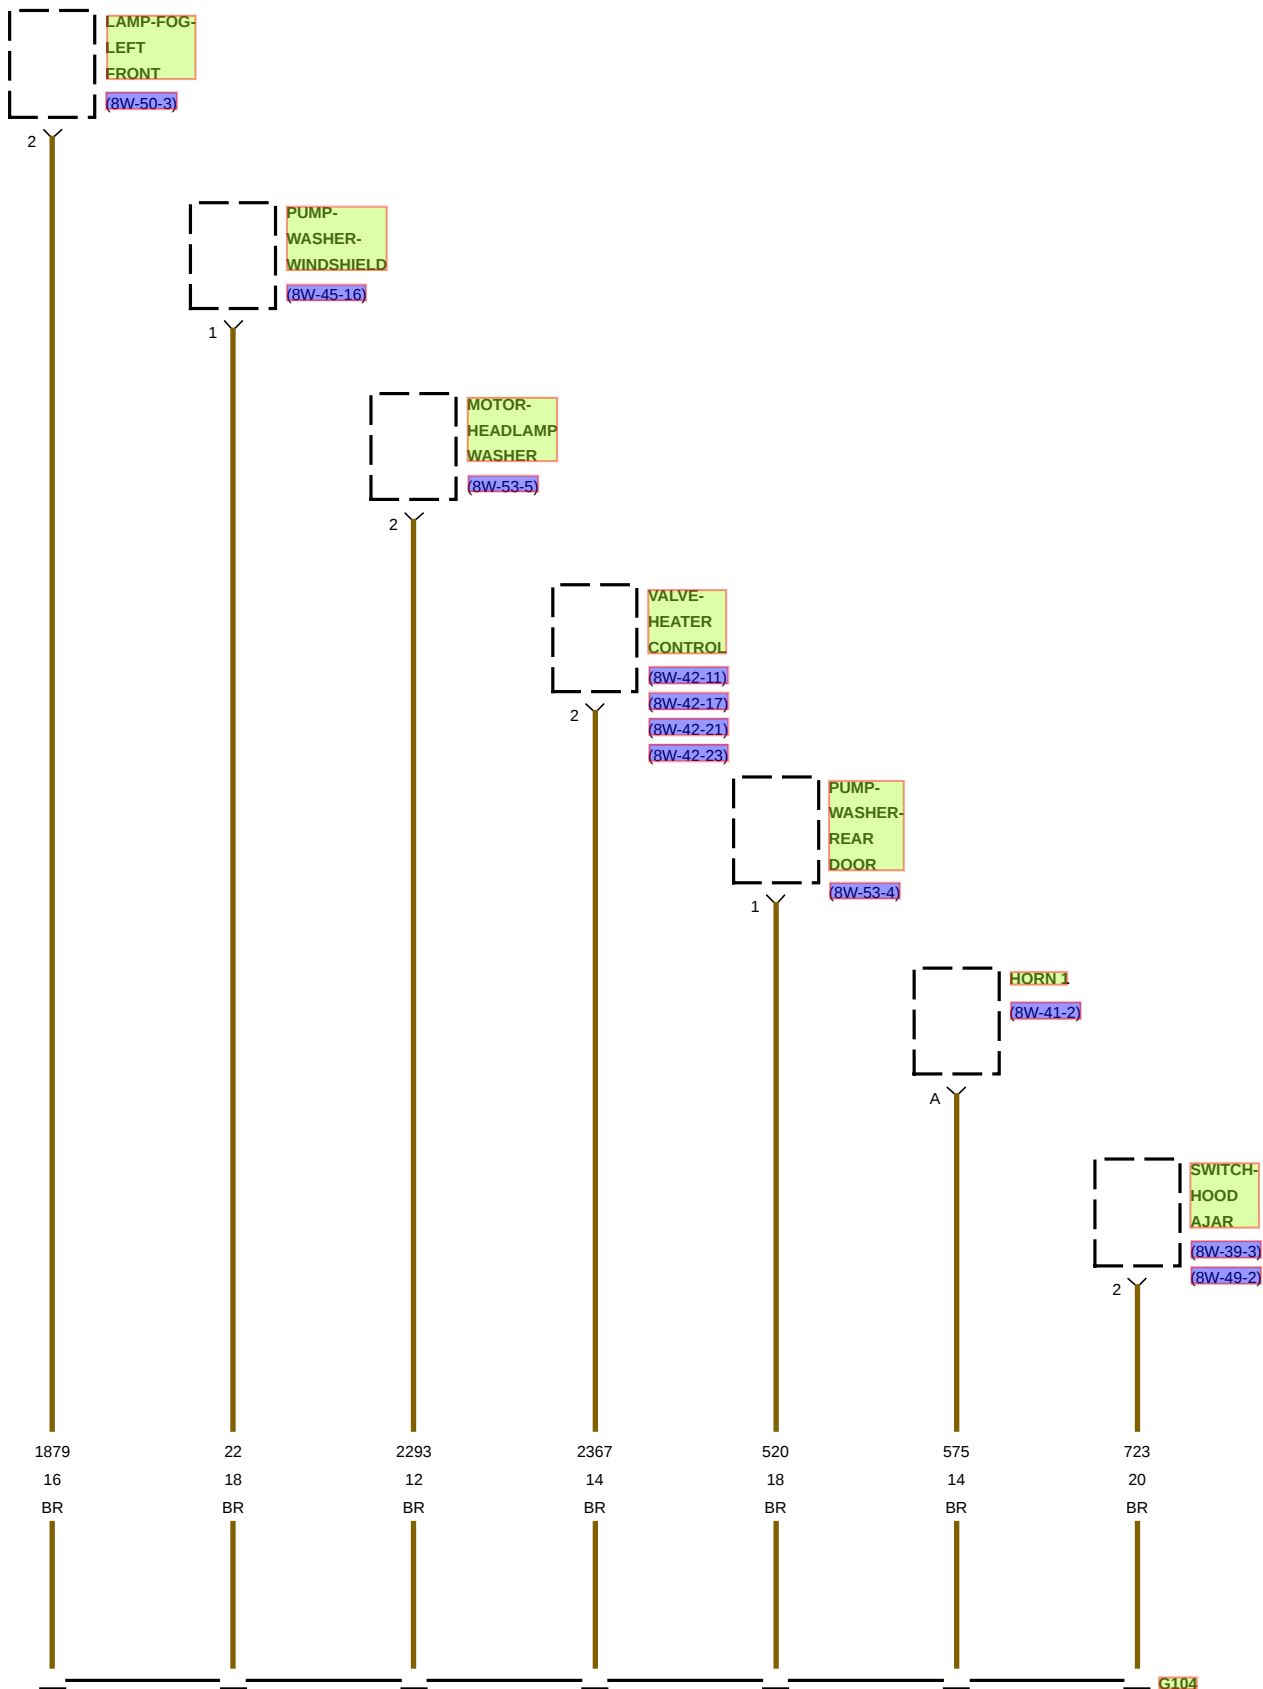 LAMP-FOG-
LEFT
FRONT
(8W-50-3)
2
PUMP-
WASHER-
WINDSHIELD
(8W-45-16)
1
MOTOR-
HEADLAMP
WASHER
(8W-53-5)
2
VALVE-
HEATER
CONTROL
(8W-42-11)
(8W-42-17)
(8W-42-21)
(8W-42-23)
2
PUMP-
WASHER-
REAR
DOOR
(8W-53-4)
1
HORN 1
(8W-41-2)
A
SWITCH-
HOOD
AJAR
(8W-39-3)
(8W-49-2)
2
1879 22 2293 2367 520 575 723
16 18 12 14 18 14 20
BR BR BR BR BR BR BR
G104